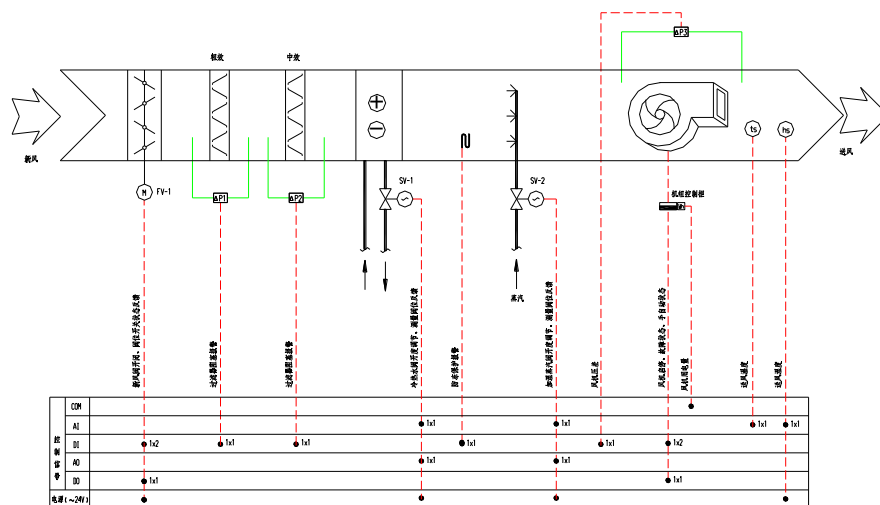 ΔP3
粗效
中效
ts
hs
新风
送风
M
FV-1
ΔP1
ΔP2
SV-1
SV-2
机组控制柜
蒸汽
新风阀开闭、阀位开关状态反馈
过滤器阻塞报警
过滤器阻塞报警
冷热水阀开度调节、测量阀位反馈
防冻保护报警
加湿蒸汽阀开度调节、测量阀位反馈
风机压差
风机启停、故障状态、手自动状态
风机用电量
送风温度
送风湿度
控制信号
COM
AI
1x1
1x1
1x1
1x1
DI
1x2
1x1
1x1
1x1
1x1
1x2
AO
1x1
1x1
DO
1x1
1x1
电源(~24V)